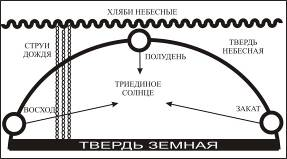 ХЛЯБИ НЕБЕСНЫЕ
СТРУИ
ДОЖДЯ
ТВЕРДЬ
НЕБЕСНАЯ
ПОЛУДЕНЬ
ТРИЕДИНОЕ
СОЛНЦЕ
ВОСХОД
ЗАКАТ
ТВЕРДЬ ЗЕМНАЯ